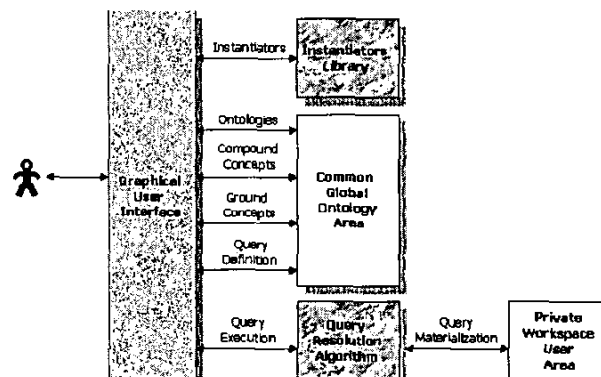 Instantiators
Instantiators
Library
Ontologies
Compound
Concepts
Graphical
User
Interface
Common
Global
Ontology
Area
Ground
Concepts
Query
Definition
Query
Execution
Query
Resolution
Algorithm
Query
Materialization
Private
Workspace
User
Area